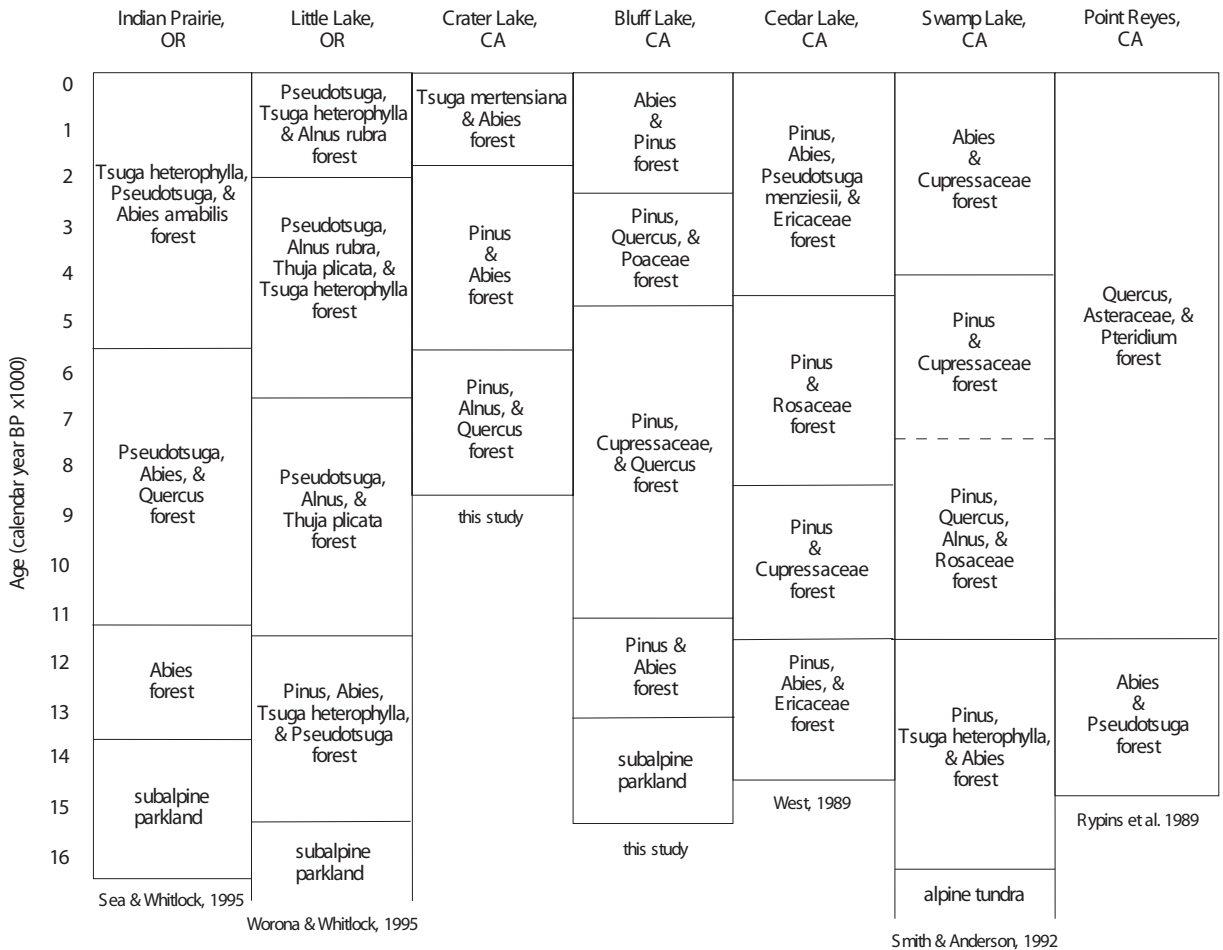 Indian Prairie,
OR
Little Lake,
OR
Crater Lake,
CA
Bluff Lake,
CA
Cedar Lake,
CA
Swamp Lake,
CA
Point Reyes,
CA
Age (calendar year BP x1000)
0
1
2
3
4
5
6
7
8
9
10
11
12
13
14
15
16
Tsuga heterophylla,
Pseudotsuga, &
Abies amabilis
forest
Pseudotsuga,
Abies, &
Quercus
forest
Abies
forest
subalpine
parkland
Sea & Whitlock, 1995
Pseudotsuga,
Tsuga heterophylla
& Alnus rubra
forest
Pseudotsuga,
Alnus rubra,
Thuja plicata, &
Tsuga heterophylla
forest
Pseudotsuga,
Alnus, &
Thuja plicata
forest
Pinus, Abies,
Tsuga heterophylla,
& Pseudotsuga
forest
subalpine
parkland
Worona & Whitlock, 1995
Tsuga mertensiana
& Abies
forest
Pinus
&
Abies
forest
Pinus,
Alnus, &
Quercus
forest
this study
Abies
&
Pinus
forest
Pinus,
Quercus, &
Poaceae
forest
Pinus,
Cupressaceae,
& Quercus
forest
Pinus &
Abies
forest
subalpine
parkland
this study
Pinus,
Abies,
Pseudotsuga
menziesii, &
Ericaceae
forest
Pinus
&
Rosaceae
forest
Pinus
&
Cupressaceae
forest
Pinus,
Abies, &
Ericaceae
forest
West, 1989
Abies
&
Cupressaceae
forest
Pinus
&
Cupressaceae
forest
Pinus,
Quercus,
Alnus, &
Rosaceae
forest
Pinus,
Tsuga heterophylla,
& Abies
forest
alpine tundra
Smith & Anderson, 1992
Quercus,
Asteraceae, &
Pteridium
forest
Abies
&
Pseudotsuga
forest
Rypins et al. 1989